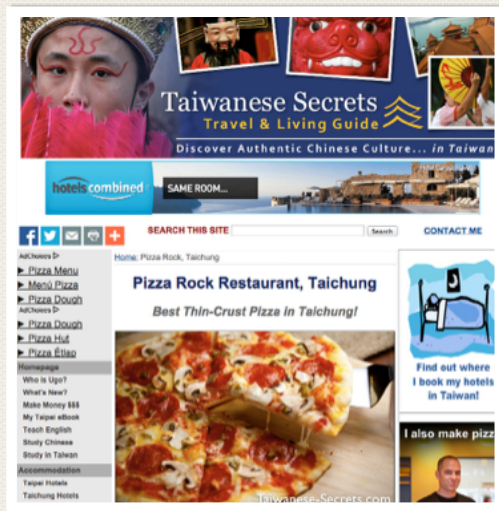 Taiwanese Secrets
Travel & Living Guide
Discover Authentic Chinese Culture... in Taiwan
hotelscombined
SAME ROOM...
SEARCH THIS SITE
Search
CONTACT ME
AdChoices
► Pizza Menu
► Menú Pizza
► Pizza Dough
AdChoices
► Pizza Dough
► Pizza Hut
► Pizza Étlap
Homepage
Who is Ugo?
What's New?
Make Money $$$
My Taipei eBook
Teach English
Study Chinese
Study in Taiwan
Accommodation
Taipei Hotels
Taichung Hotels
Home: Pizza Rock, Taichung
Pizza Rock Restaurant, Taichung
Best Thin-Crust Pizza in Taichung!
Taiwanese-Secrets.com
Find out where
I book my hotels
in Taiwan!
I also make pizz